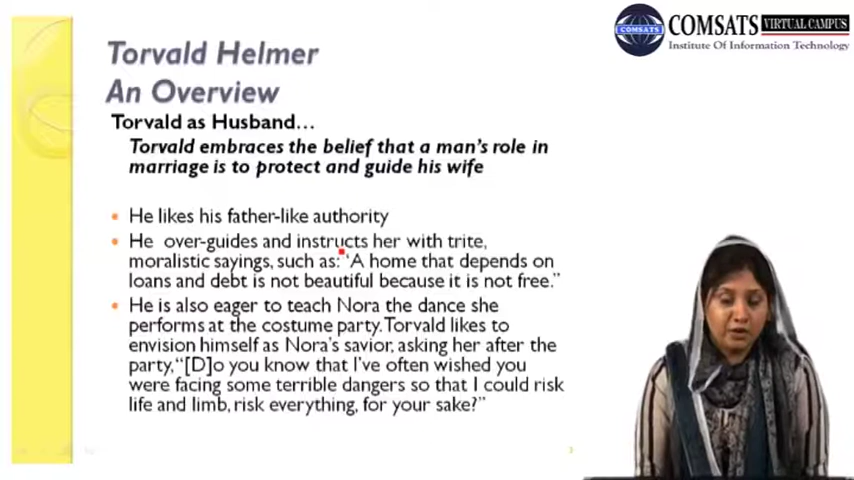 COMSATS
COMSATS VIRTUAL CAMPUS
Institute Of Information Technology
Torvald Helmer
An Overview
Torvald as Husband…
Torvald embraces the belief that a man's role in
marriage is to protect and guide his wife
• He likes his father-like authority
• He over-guides and instructs her with trite,
moralistic sayings, such as: 'A home that depends on
loans and debt is not beautiful because it is not free."
• He is also eager to teach Nora the dance she
performs at the costume party. Torvald likes to
envision himself as Nora's savior, asking her after the
party, "[D]o you know that I've often wished you
were facing some terrible dangers so that I could risk
life and limb, risk everything, for your sake?"
3